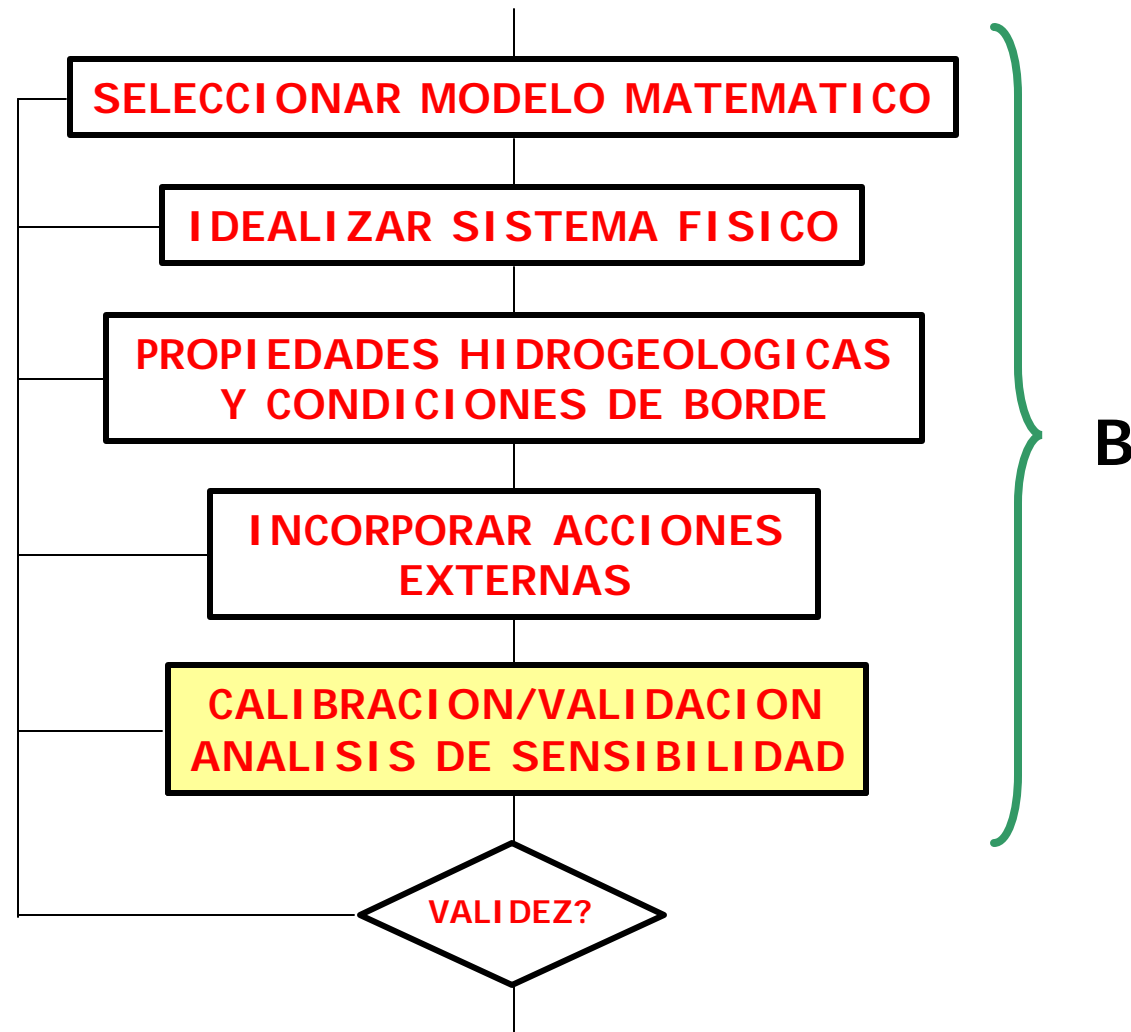 SELECCIONAR MODELO MATEMATICO
IDEALIZAR SISTEMA FISICO
PROPIEDADES HIDROGEOLOGICAS
Y CONDICIONES DE BORDE
INCORPORAR ACCIONES
EXTERNAS
CALIBRACION/VALIDACION
ANALISIS DE SENSIBILIDAD
VALIDEZ?
B